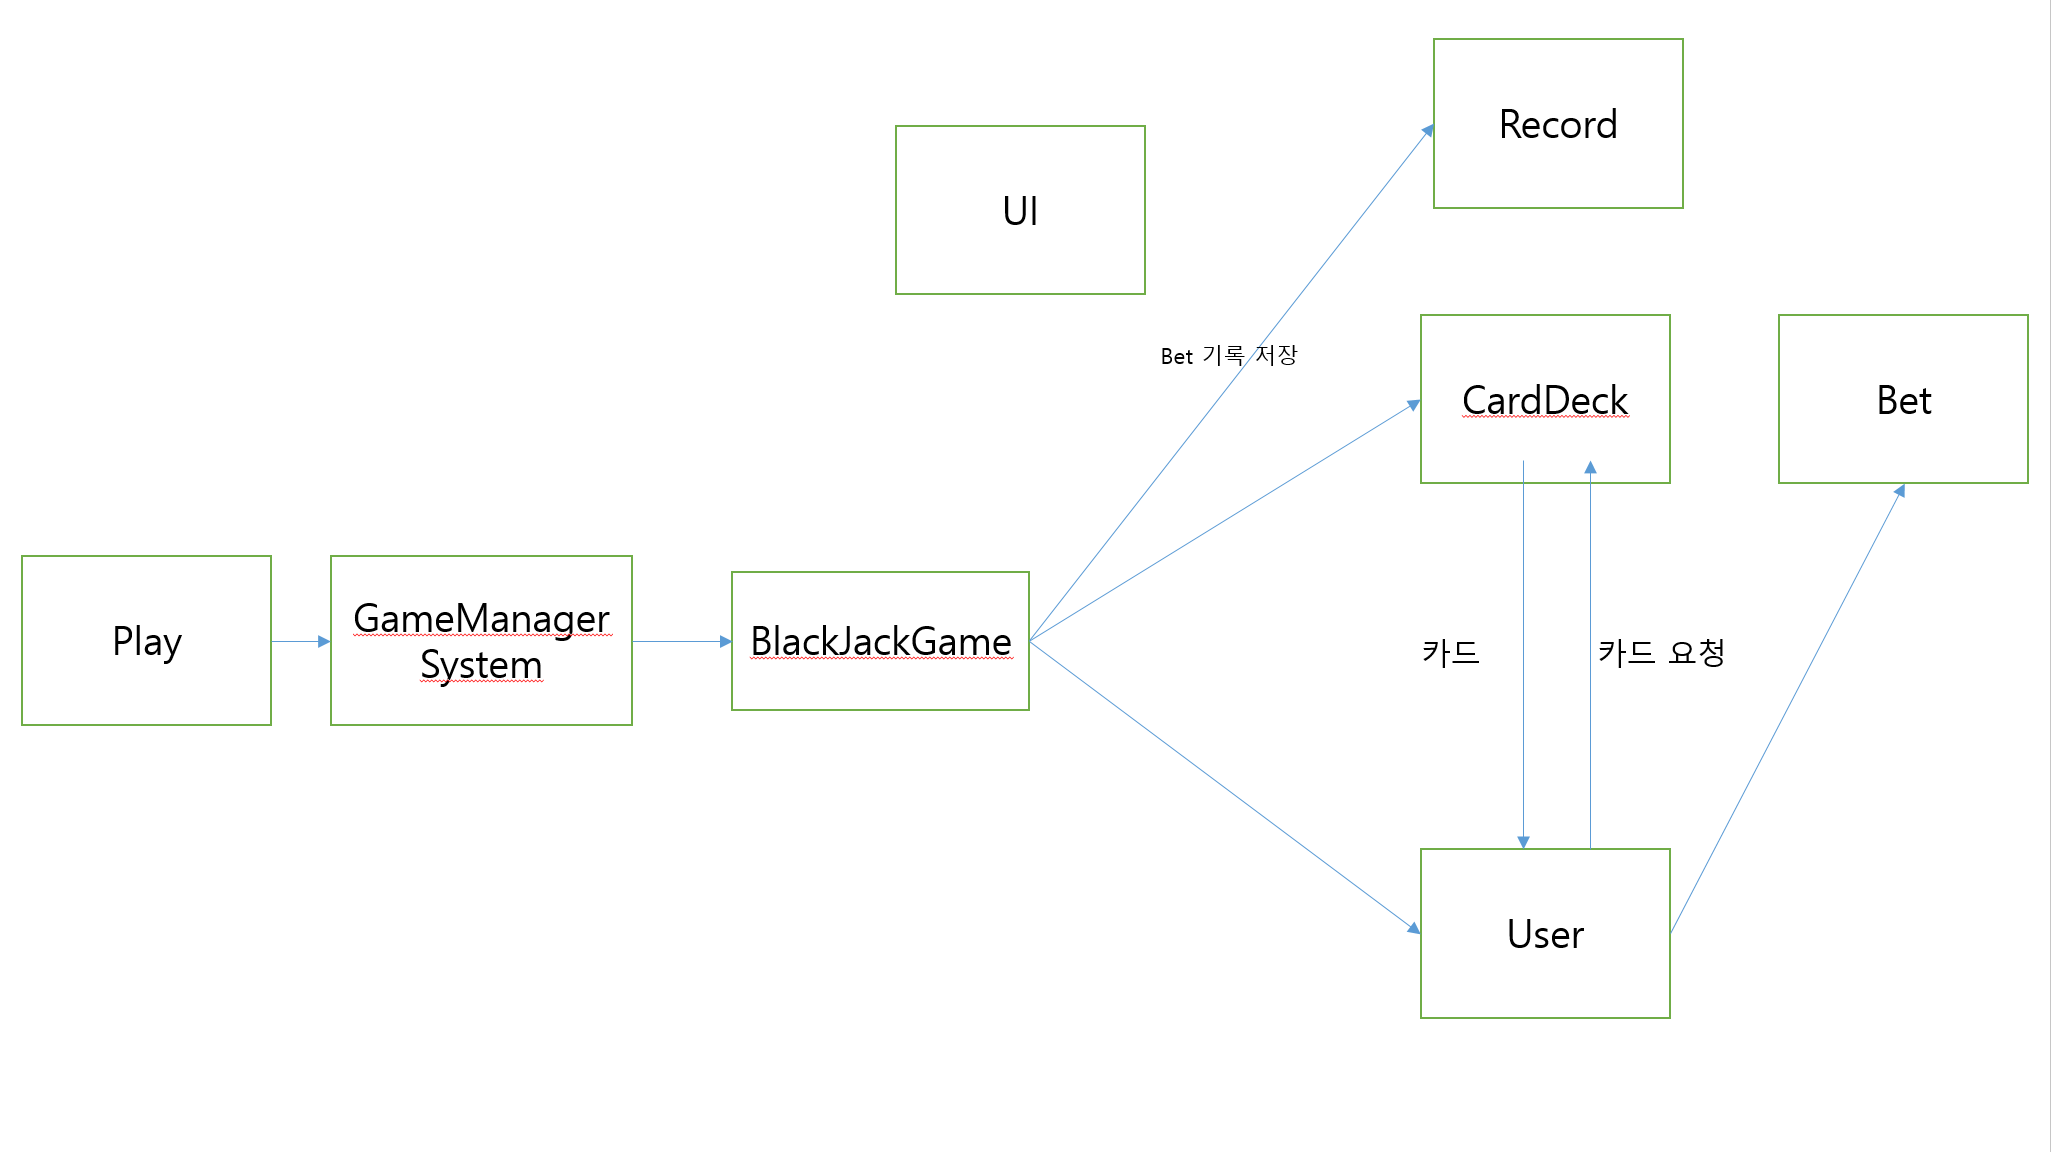 Record
UI
Bet 기록 저장
CardDeck
Bet
Play
GameManager
System
BlackJackGame
카드
카드 요청
User